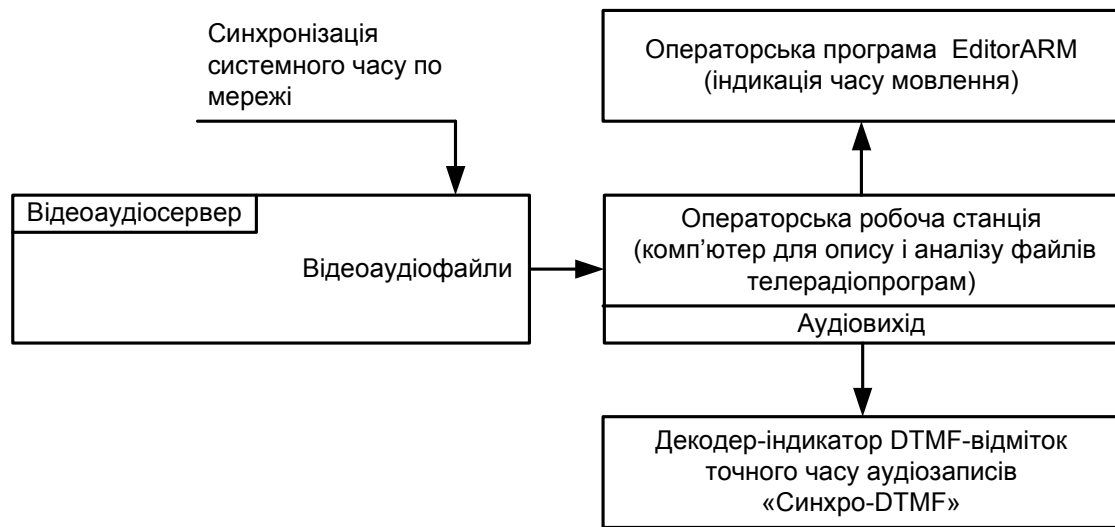 Синхронізація
системного часу по
мережі
Операторська програма EditorARM
(індикація часу мовлення)
Відеоаудіосервер
Відеоаудіофайли
Операторська робоча станція
(комп’ютер для опису і аналізу файлів
телерадіопрограм)
Аудіовихід
Декодер-індикатор DTMF-відміток
точного часу аудіозаписів
«Синхро-DTMF»